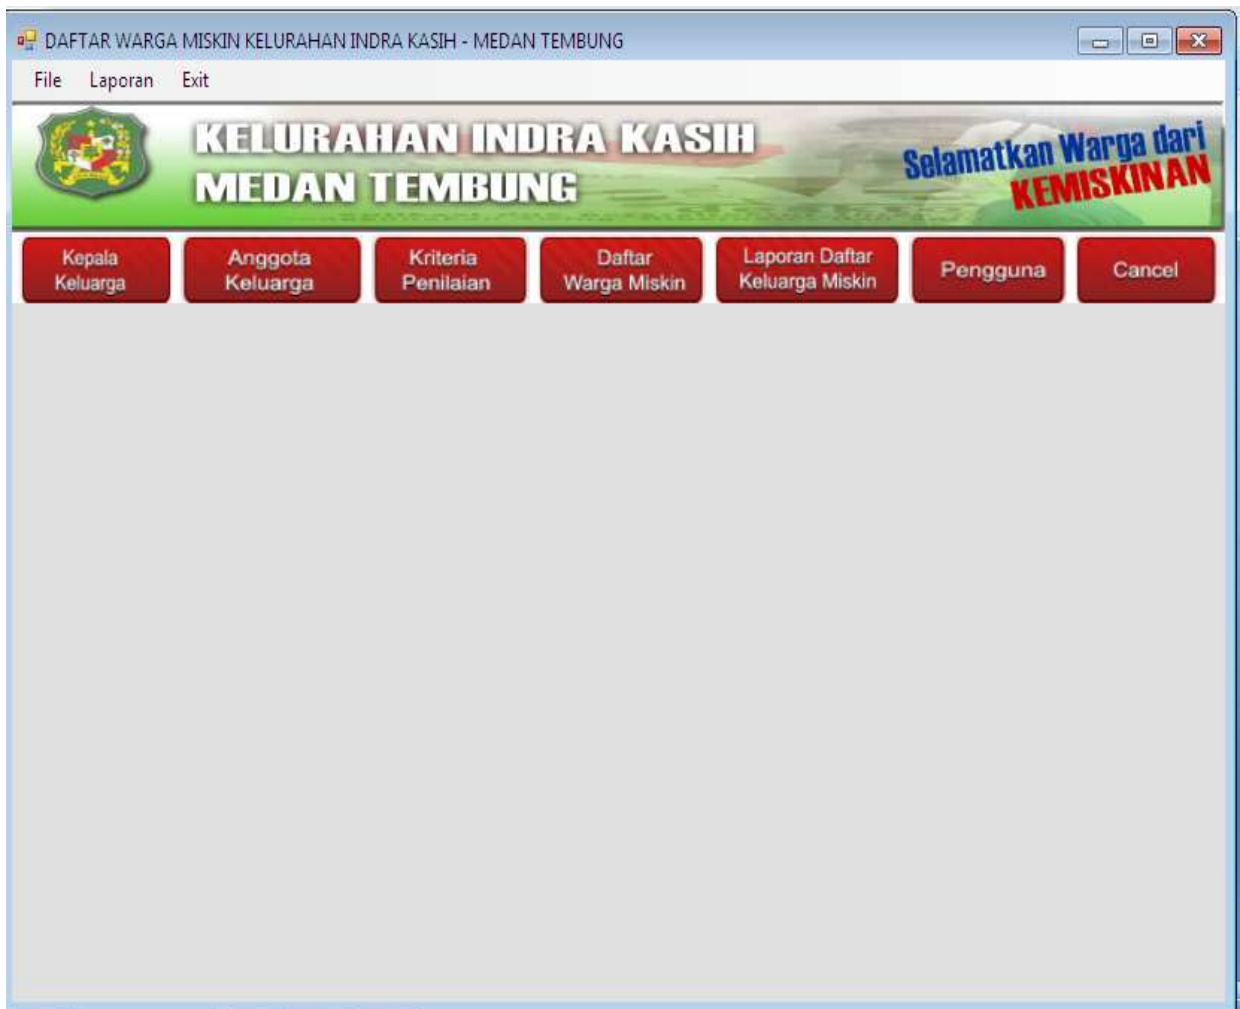 DAFTAR WARGA MISKIN KELURAHAN INDRA KASIH - MEDAN TEMBUNG
File Laporan Exit
KELURAHAN INDRA KASIH
MEDAN TEMBUNG
Selamatkan Warga dari
KEMISKINAN
Kepala
Keluarga
Anggota
Keluarga
Kriteria
Penilaian
Daftar
Warga Miskin
Laporan Daftar
Keluarga Miskin
Pengguna
Cancel